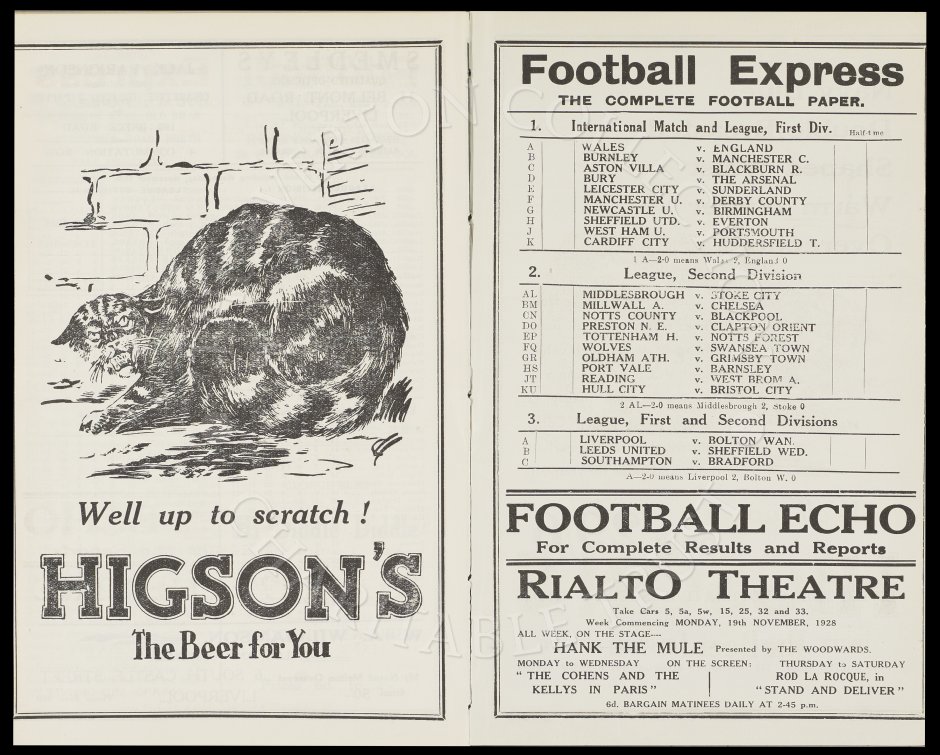 Well up to scratch!
HIGSON'S
The Beer for You
Football Express
THE COMPLETE FOOTBALL PAPER.
1. International Match and League, First Div. Half-time
A WALES v. ENGLAND
B BURNLEY v. MANCHESTER C.
C ASTON VILLA v. BLACKBURN R.
D BURY v. THE ARSENAL
E LEICESTER CITY v. SUNDERLAND
F MANCHESTER U. v. DERBY COUNTY
G NEWCASTLE U. v. BIRMINGHAM
H SHEFFIELD UTD. v. EVERTON
J WEST HAM U. v. PORTSMOUTH
K CARDIFF CITY v. HUDDERSFIELD T.
1 A—2-0 means Wales 2, England 0
2. League, Second Division
AL MIDDLESBROUGH v. STOKE CITY
BM MILLWALL A. v. CHELSEA
CN NOTTS COUNTY v. BLACKPOOL
DO PRESTON N. E. v. CLAPTON ORIENT
EP TOTTENHAM H. v. NOTTS FOREST
FQ WOLVES v. SWANSEA TOWN
GR OLDHAM ATH. v. GRIMSBY TOWN
HS PORT VALE v. BARNSLEY
JT READING v. WEST BROM A.
KU HULL CITY v. BRISTOL CITY
2 AL—2-0 means Middlesbrough 2, Stoke 0
3. League, First and Second Divisions
A LIVERPOOL v. BOLTON WAN.
B LEEDS UNITED v. SHEFFIELD WED.
C SOUTHAMPTON v. BRADFORD
A—2-0 means Liverpool 2, Bolton W. 0
FOOTBALL ECHO
For Complete Results and Reports
RIALTO THEATRE
Take Cars 5, 5a, 5w, 15, 25, 32 and 33.
Week Commencing MONDAY, 19th NOVEMBER, 1928
ALL WEEK, ON THE STAGE----
HANK THE MULE Presented by THE WOODWARDS.
MONDAY to WEDNESDAY ON THE SCREEN: THURSDAY to SATURDAY
"THE COHENS AND THE ROD LA ROCQUE, in
KELLYS IN PARIS" "STAND AND DELIVER"
6d. BARGAIN MATINEES DAILY AT 2-45 p.m.